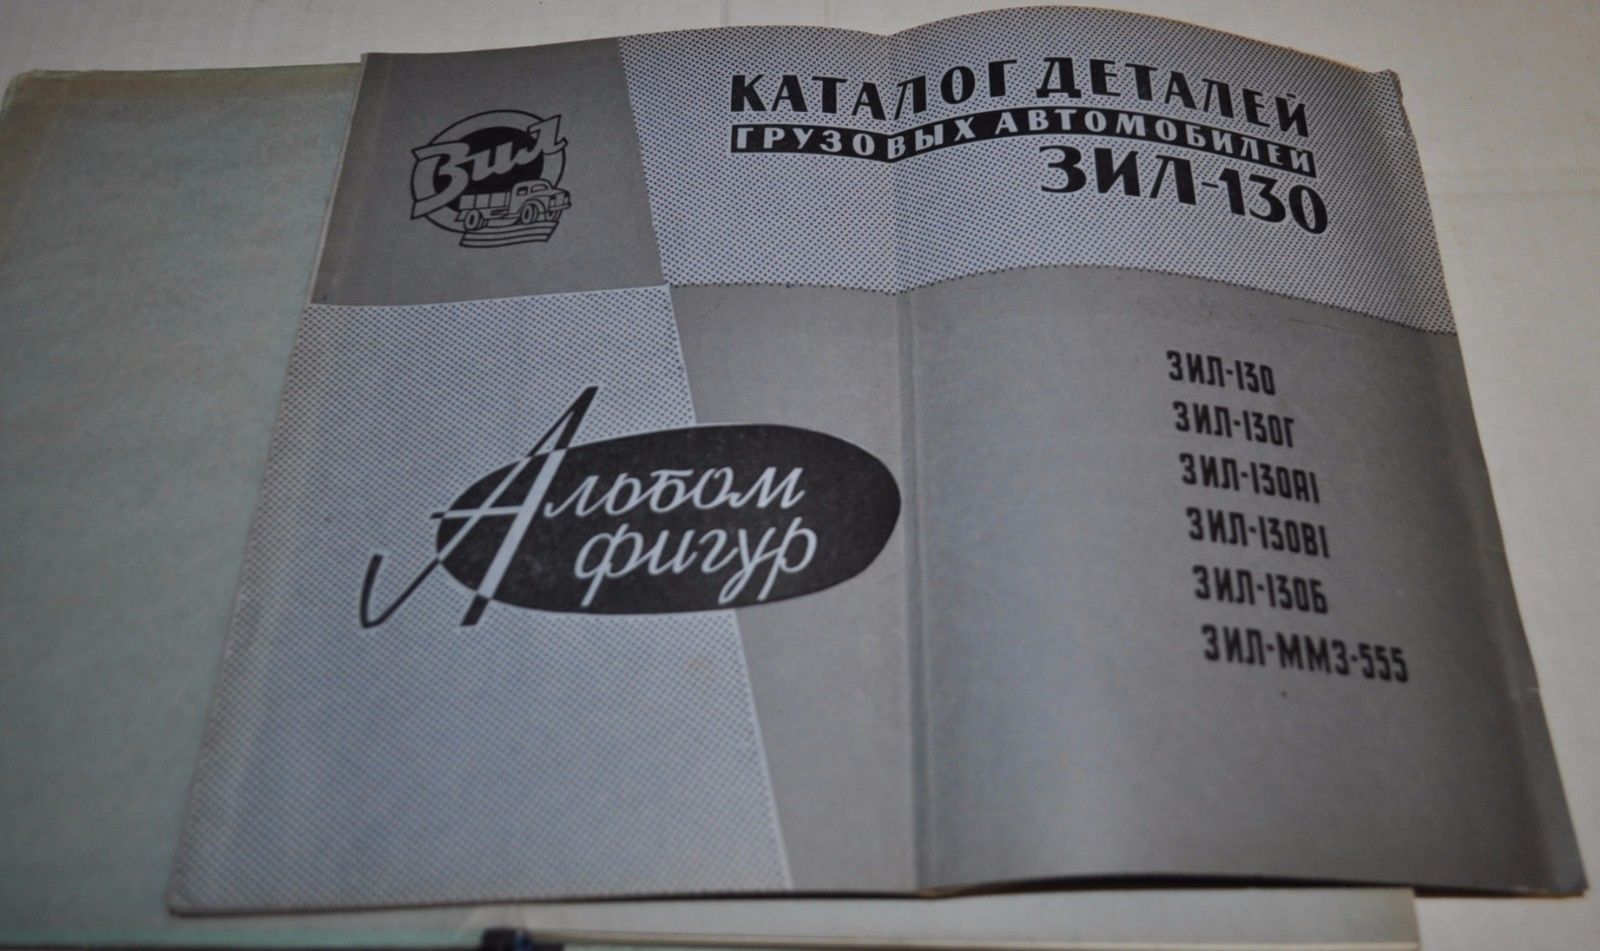 ЗИЛ
КАТАЛОГ ДЕТАЛЕЙ
ГРУЗОВЫХ АВТОМОБИЛЕЙ
ЗИЛ-130
Альбом
фигур
ЗИЛ-130
ЗИЛ-130Г
ЗИЛ-130Я1
ЗИЛ-130В1
ЗИЛ-130Б
ЗИЛ-ММЗ-555